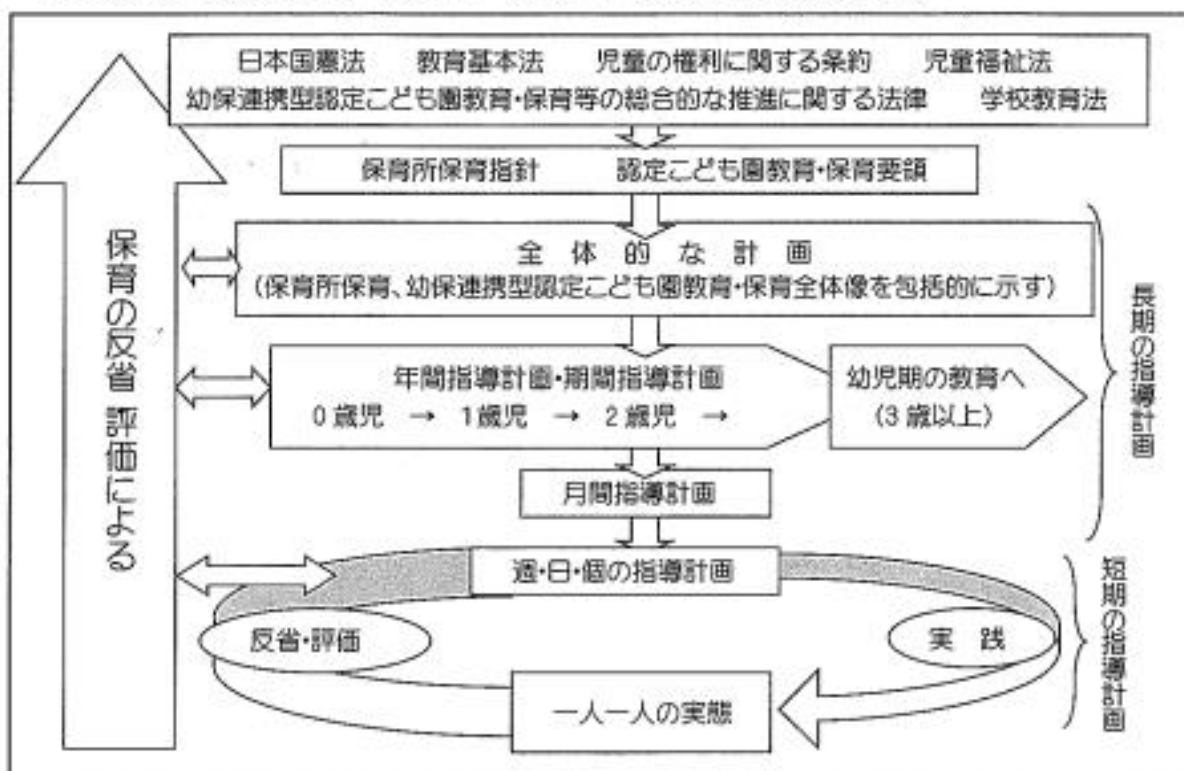 日本国憲法　教育基本法　児童の権利に関する条約　児童福祉法
幼保連携型認定こども園教育・保育等の総合的な推進に関する法律　学校教育法
保育所保育指針　認定こども園教育・保育要領
全体的な計画
(保育所保育、幼保連携型認定こども園教育・保育全体像を包括的に示す)
年間指導計画・期間指導計画
0歳児　→　1歳児　→　2歳児　→
幼児期の教育へ
(3歳以上)
月間指導計画
週・日・個の指導計画
反省・評価
実　践
一人一人の実態
保育の反省 評価による
長期の指導計画
短期の指導計画